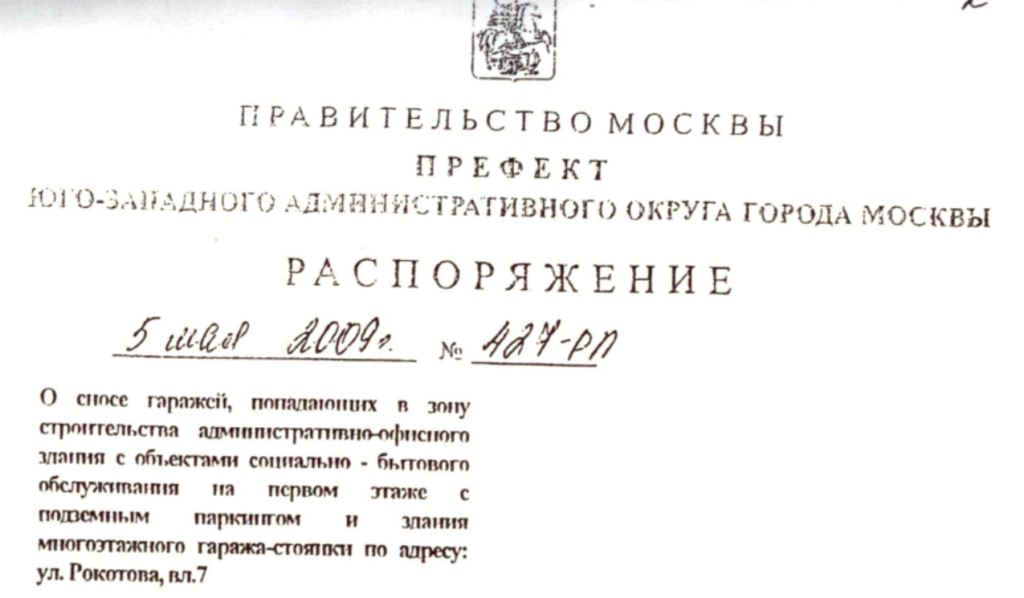 ПРАВИТЕЛЬСТВО МОСКВЫ
ПРЕФЕКТ
ЮГО-ЗАПАДНОГО АДМИНИСТРАТИВНОГО ОКРУГА ГОРОДА МОСКВЫ
РАСПОРЯЖЕНИЕ
5 мая 2009г. № 427-РП
О сносе гаражей, попадающих в зону
строительства административно-офисного
здания с объектами социально - бытового
обслуживания на первом этаже с
подземным паркингом и здания
многоэтажного гаража-стоянки по адресу:
ул. Рокотова, вл.7